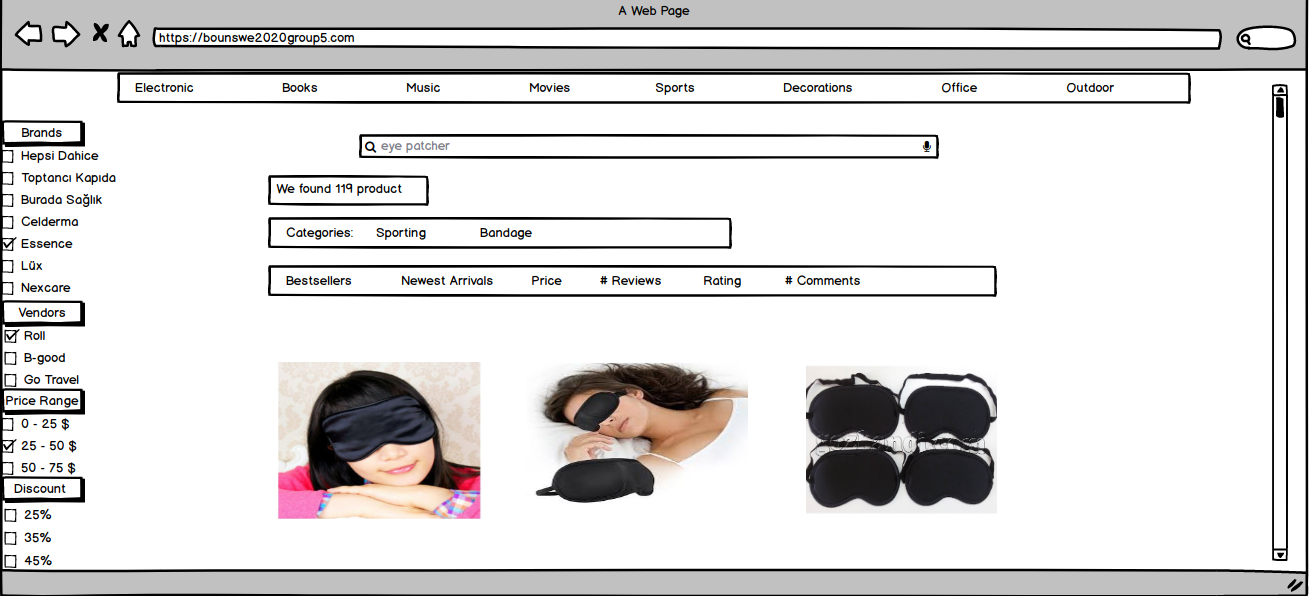 A Web Page
https://bounswe2020group5.com
Electronic Books Music Movies Sports Decorations Office Outdoor
eye patcher
We found 119 product
Categories: Sporting Bandage
Bestsellers Newest Arrivals Price # Reviews Rating # Comments
Brands
Hepsi Dahice
Toptancı Kapıda
Burada Sağlık
Celderma
Essence
Lüx
Nexcare
Vendors
Roll
B-good
Go Travel
Price Range
0 - 25 $
25 - 50 $
50 - 75 $
Discount
25%
35%
45%